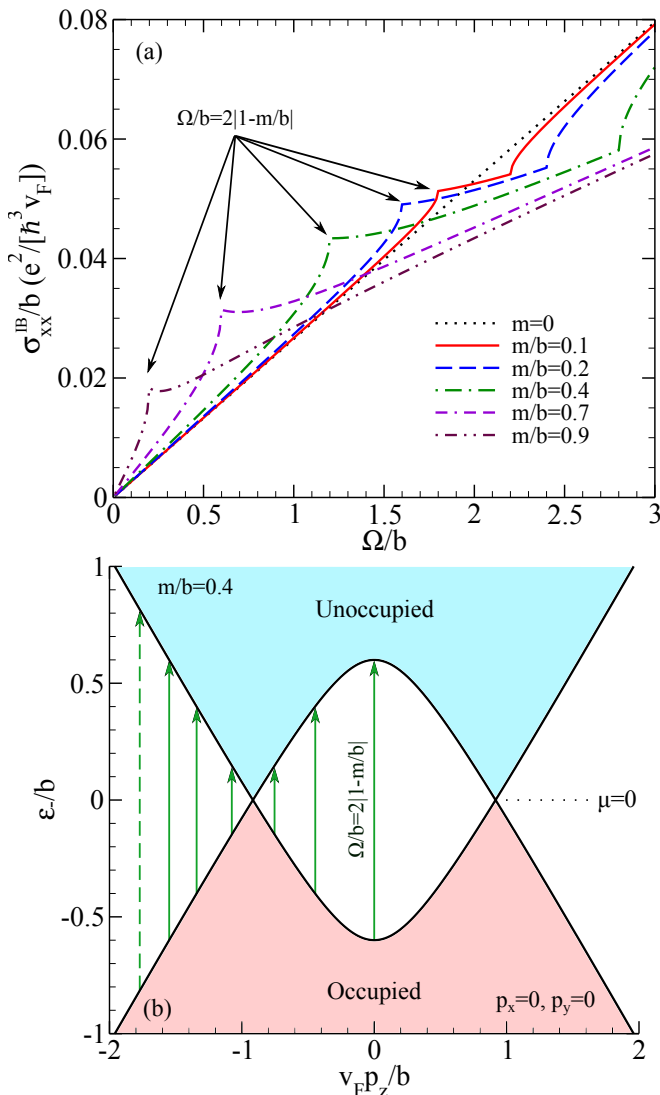 0.08
(a)
Ω/b=2|1-m/b|
0.06
0.04
0.02
0
σ_xx^IB/b (e²/[ħ³v_F])
m=0
m/b=0.1
m/b=0.2
m/b=0.4
m/b=0.7
m/b=0.9
0 0.5 1 1.5 2 2.5 3
Ω/b
1
m/b=0.4
Unoccupied
0.5
Ω/b=2|1-m/b|
ε_-/b
0
μ=0
-0.5
Occupied
(b)
p_x=0, p_y=0
-1
-2 -1 0 1 2
v_F p_z/b